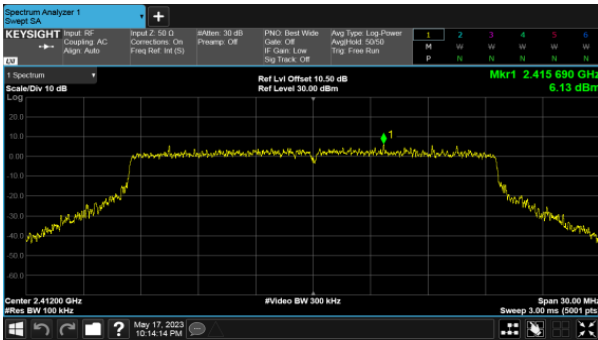 Spectrum Analyzer 1
Swept SA
+
KEYSIGHT
Input: RF
Coupling: AC
Align: Auto
Input Z: 50 Ω
Corrections: On
Freq Ref: Int (S)
#Atten: 30 dB
Preamp: Off
PNO: Best Wide
Gate: Off
IF Gain: Low
Sig Track: Off
Avg Type: Log-Power
Avg|Hold: 50/50
Trig: Free Run
1 2 3 4 5 6
M W W W W W
P N N N N N
LXI
1 Spectrum
Scale/Div 10 dB
Ref Lvl Offset 10.50 dB
Ref Level 30.00 dBm
Mkr1 2.415 690 GHz
6.13 dBm
Log
20.0
10.0
0.00
-10.0
-20.0
-30.0
-40.0
-50.0
-60.0
1
Center 2.41200 GHz
#Res BW 100 kHz
#Video BW 300 kHz
Span 30.00 MHz
Sweep 3.00 ms (5001 pts)
?
May 17, 2023
10:14:14 PM